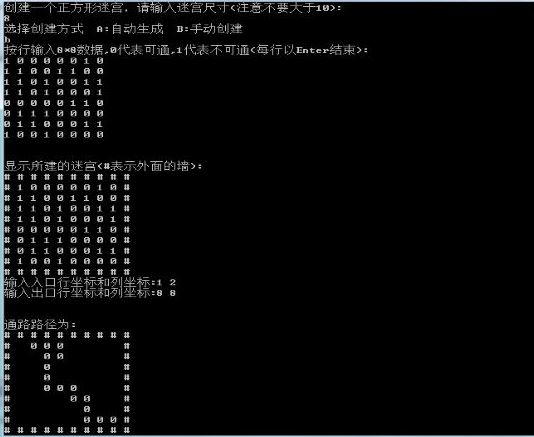 创建一个正方形迷宫，请输入迷宫尺寸(注意不要大于10):
8
选择创建方式  A:自动生成  B:手动创建
b
按行输入8*8数据,0代表可通,1代表不可通(每行以Enter结束):
1 0 0 0 0 0 1 0
1 1 0 0 1 1 0 0
1 1 0 1 0 0 1 1
1 1 0 1 0 0 0 1
0 0 0 0 0 1 1 0
0 1 1 1 0 0 0 0
0 1 1 0 0 0 1 1
1 0 0 1 0 0 0 0
显示所建的迷宫(#表示外面的墙):
# # # # # # # # # #
# 1 0 0 0 0 0 1 0 #
# 1 1 0 0 1 1 0 0 #
# 1 1 0 1 0 0 1 1 #
# 1 1 0 1 0 0 0 1 #
# 0 0 0 0 0 1 1 0 #
# 0 1 1 1 0 0 0 0 #
# 0 1 1 0 0 0 1 1 #
# 1 0 0 1 0 0 0 0 #
# # # # # # # # # #
输入入口行坐标和列坐标:1 2
输入出口行坐标和列坐标:8 8
通路路径为:
# # # # # # # # # #
#   0 0 0         #
#     0 0         #
#     0           #
#     0           #
#     0 0 0       #
#         0 0     #
#           0     #
#           0 0 0 #
# # # # # # # # # #